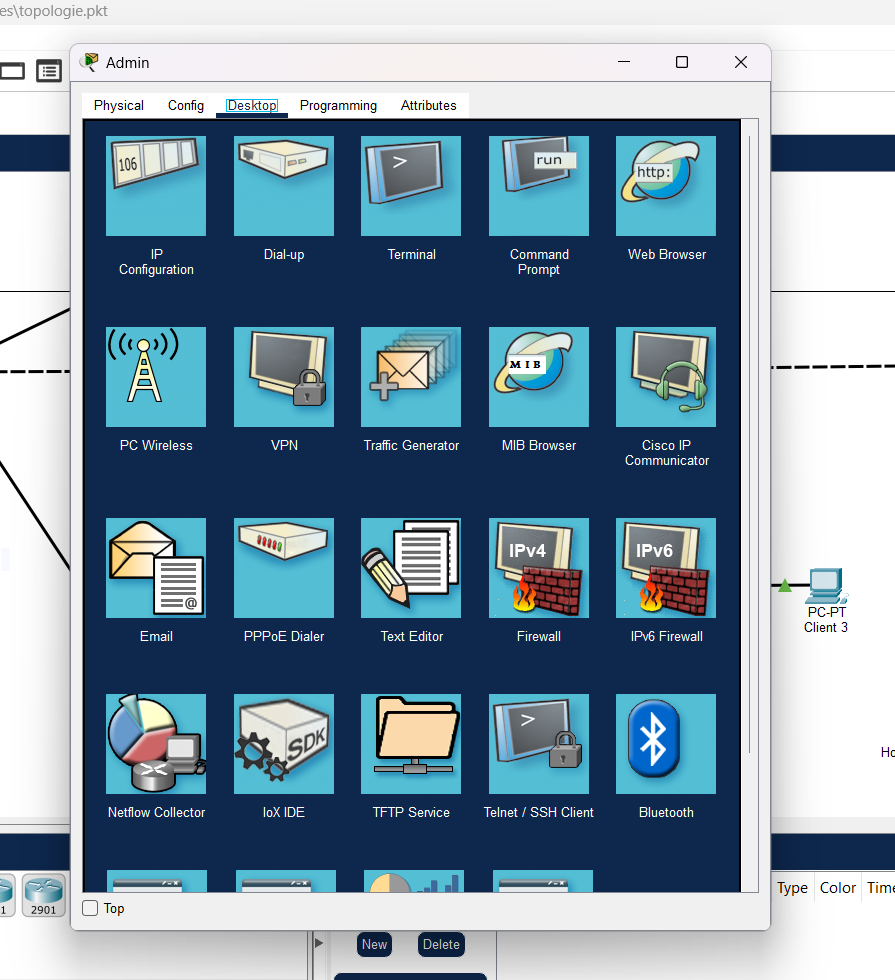 es\topologie.pkt
Admin
Physical Config Desktop Programming Attributes
106
>
run
http:
IP
Configuration
Dial-up
Terminal
Command
Prompt
Web Browser
MIB
PC Wireless
VPN
Traffic Generator
MIB Browser
Cisco IP
Communicator
@
IPv4
IPv6
Email
PPPoE Dialer
Text Editor
Firewall
IPv6 Firewall
PC-PT
Client 3
SDK
>
Netflow Collector
IoX IDE
TFTP Service
Telnet / SSH Client
Bluetooth
Ho
1
2901
Top
Type Color Time
New Delete